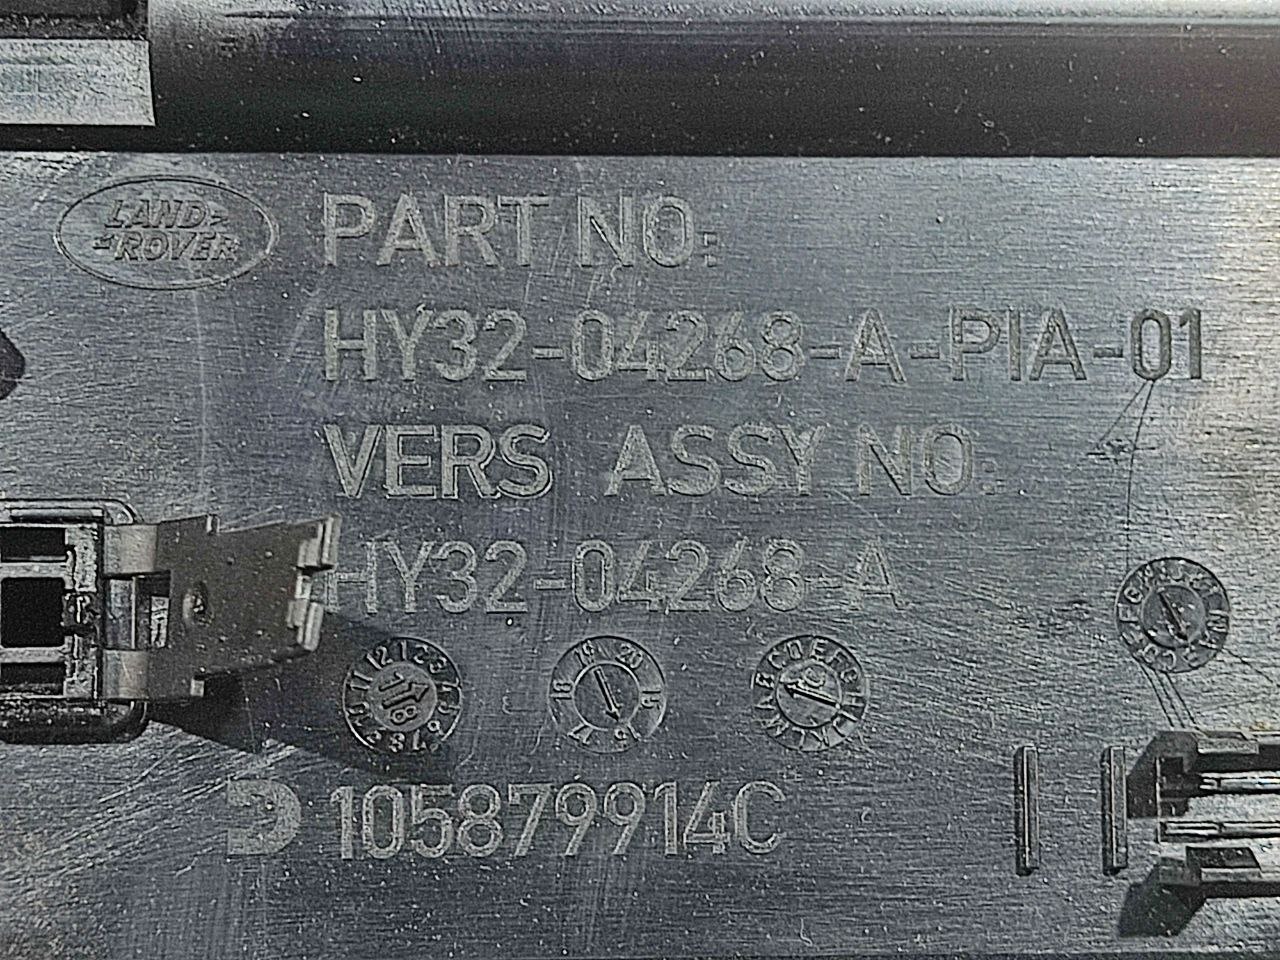 LAND
ROVER
PART NO:
HY32-04268-A-PIA-01
VERS ASSY NO:
HY32-04268-A
105879914C